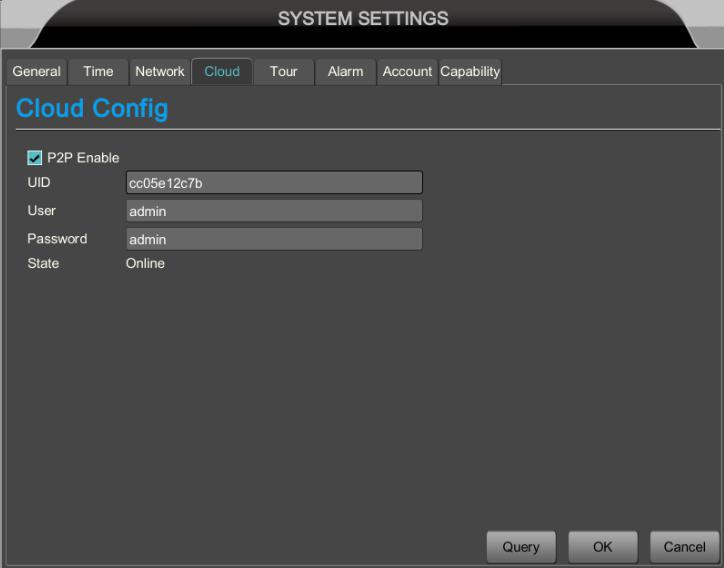 SYSTEM SETTINGS
General Time Network Cloud Tour Alarm Account Capability
Cloud Config
P2P Enable
UID cc05e12c7b
User admin
Password admin
State Online
Query OK Cancel